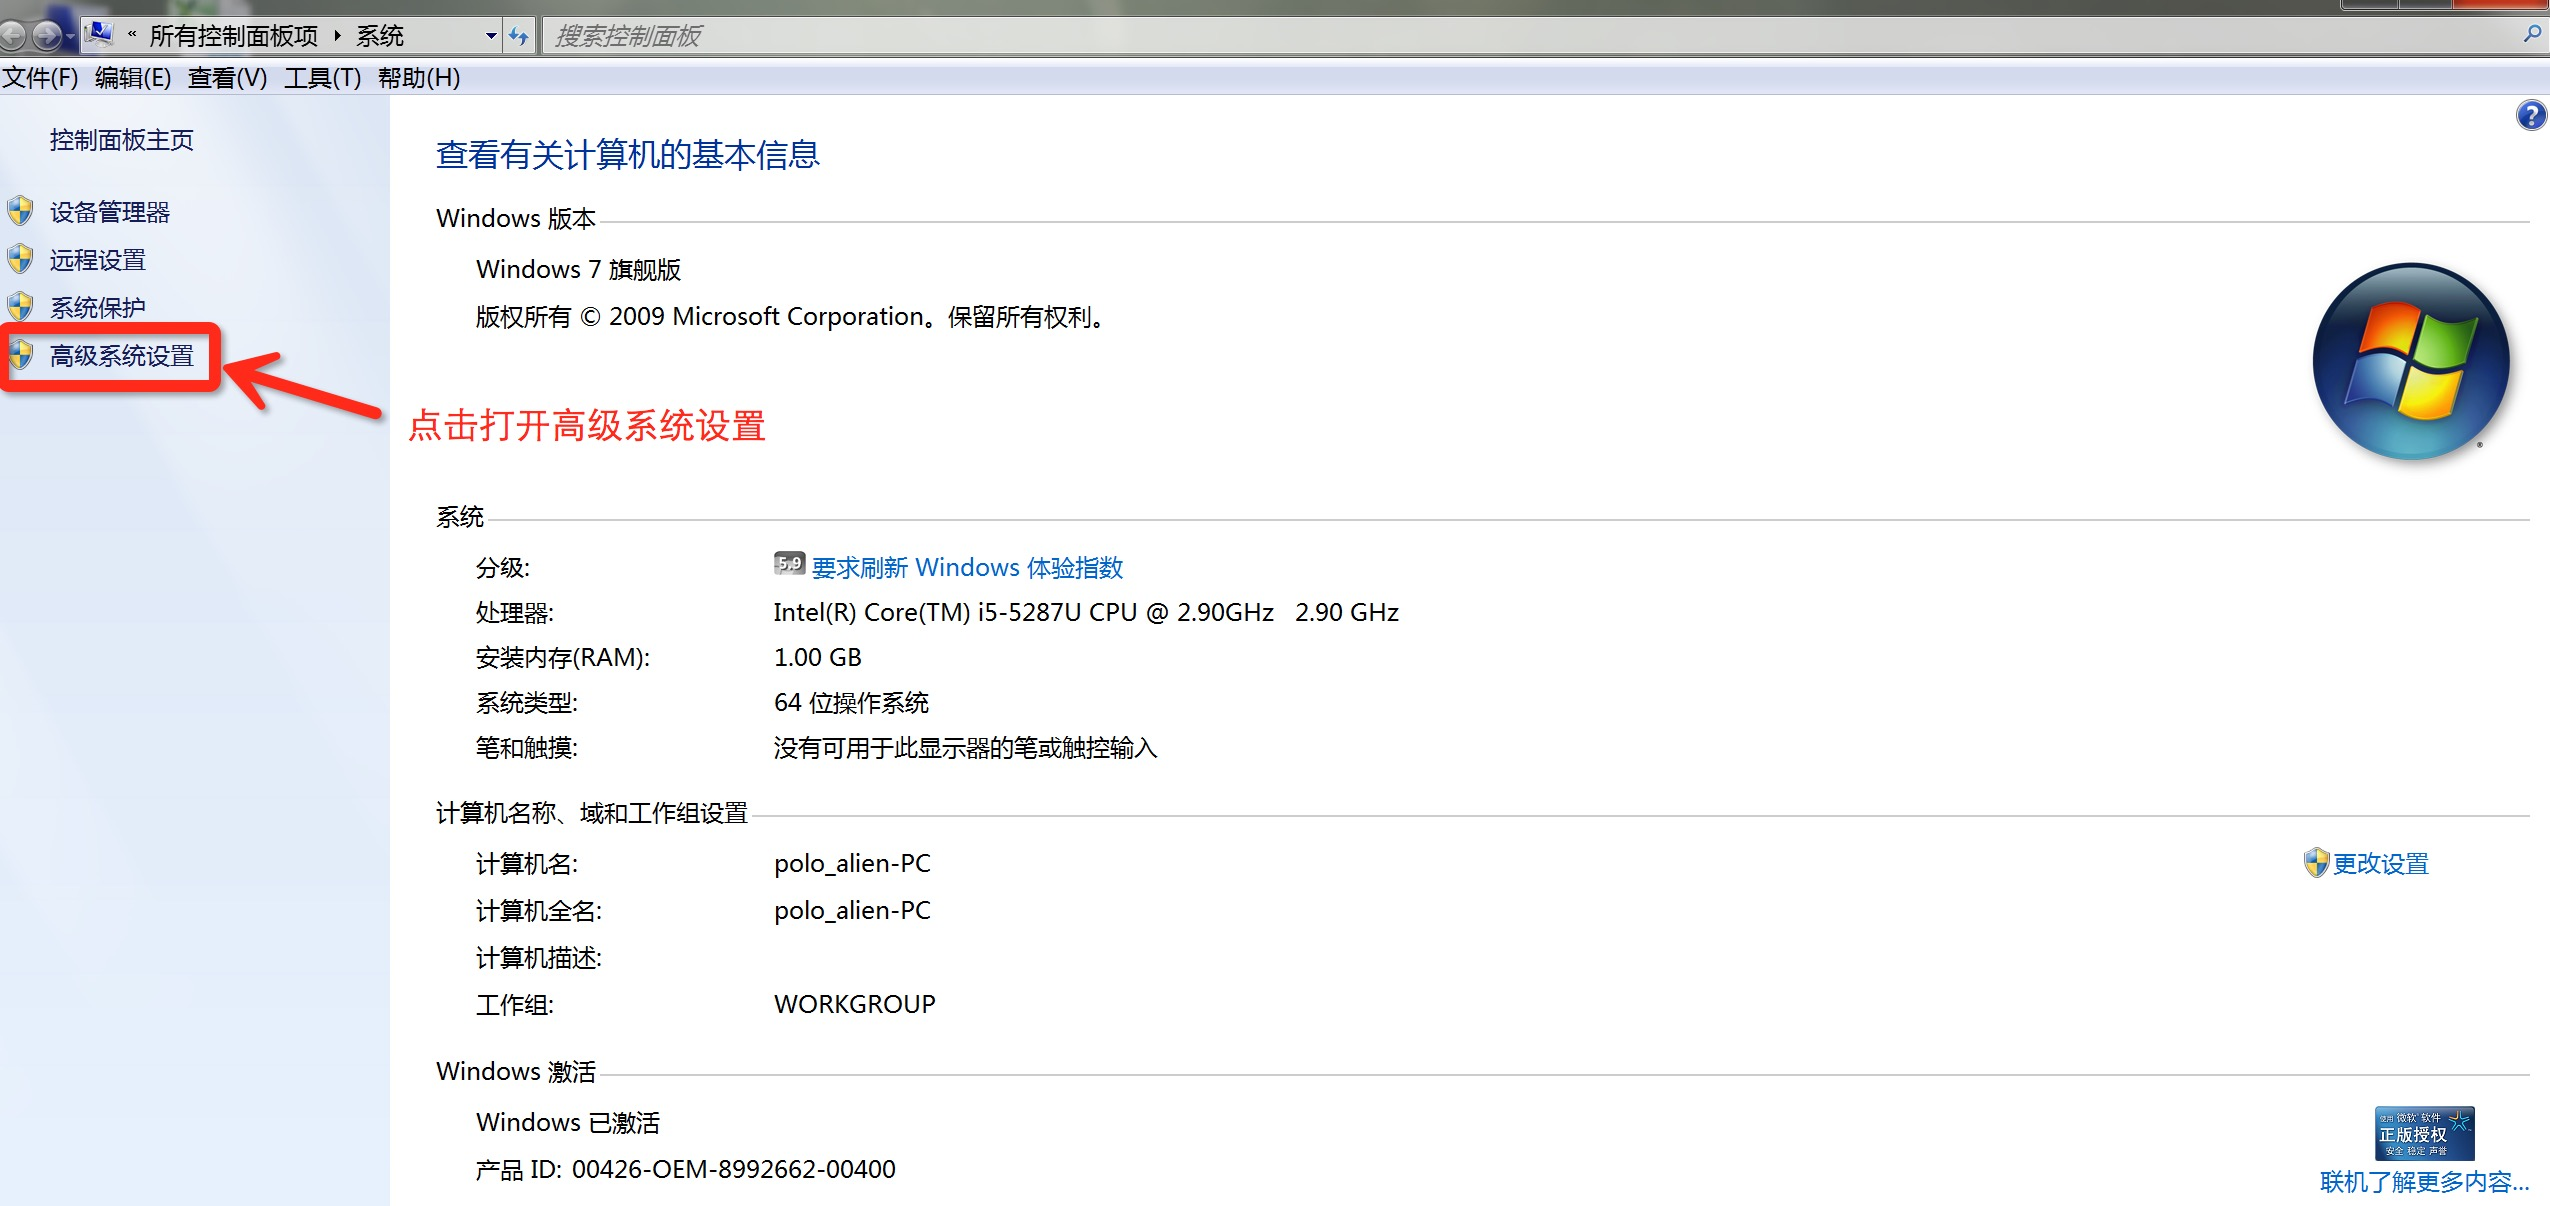 « 所有控制面板项 ▸ 系统
搜索控制面板
文件(F) 编辑(E) 查看(V) 工具(T) 帮助(H)
控制面板主页
设备管理器
远程设置
系统保护
高级系统设置
查看有关计算机的基本信息
Windows 版本
Windows 7 旗舰版
版权所有 © 2009 Microsoft Corporation。保留所有权利。
点击打开高级系统设置
系统
分级: 5.9 要求刷新 Windows 体验指数
处理器: Intel(R) Core(TM) i5-5287U CPU @ 2.90GHz 2.90 GHz
安装内存(RAM): 1.00 GB
系统类型: 64 位操作系统
笔和触摸: 没有可用于此显示器的笔或触控输入
计算机名称、域和工作组设置
计算机名: polo_alien-PC 更改设置
计算机全名: polo_alien-PC
计算机描述:
工作组: WORKGROUP
Windows 激活
Windows 已激活
产品 ID: 00426-OEM-8992662-00400
使用 微软® 软件
正版授权
安全 稳定 声誉
联机了解更多内容...